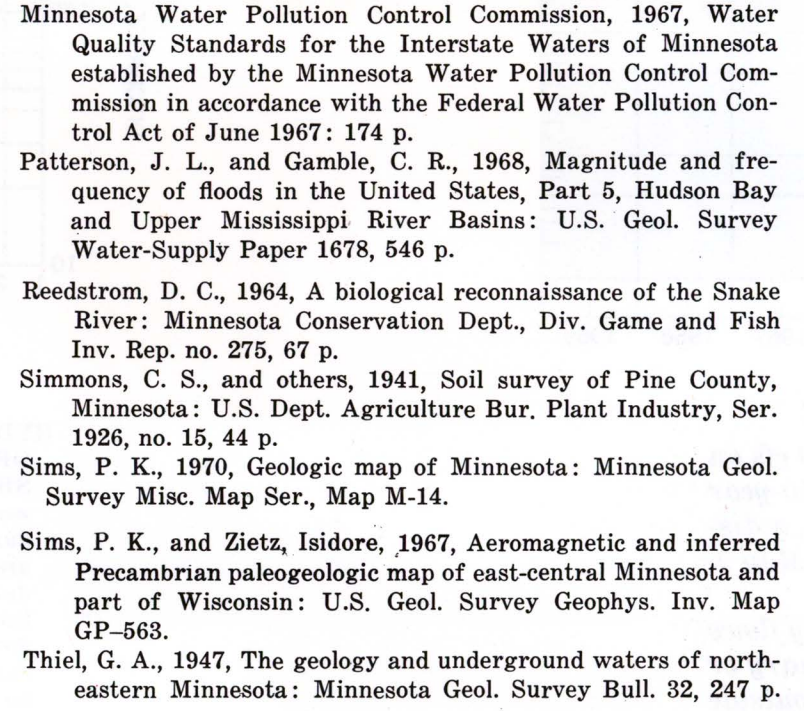 Minnesota Water Pollution Control Commission, 1967, Water
Quality Standards for the Interstate Waters of Minnesota
established by the Minnesota Water Pollution Control Com-
mission in accordance with the Federal Water Pollution Con-
trol Act of June 1967: 174 p.
Patterson, J. L., and Gamble, C. R., 1968, Magnitude and fre-
quency of floods in the United States, Part 5, Hudson Bay
and Upper Mississippi River Basins: U.S. Geol. Survey
Water-Supply Paper 1678, 546 p.
Reedstrom, D. C., 1964, A biological reconnaissance of the Snake
River: Minnesota Conservation Dept., Div. Game and Fish
Inv. Rep. no. 275, 67 p.
Simmons, C. S., and others, 1941, Soil survey of Pine County,
Minnesota: U.S. Dept. Agriculture Bur. Plant Industry, Ser.
1926, no. 15, 44 p.
Sims, P. K., 1970, Geologic map of Minnesota: Minnesota Geol.
Survey Misc. Map Ser., Map M-14.
Sims, P. K., and Zietz, Isidore, 1967, Aeromagnetic and inferred
Precambrian paleogeologic map of east-central Minnesota and
part of Wisconsin: U.S. Geol. Survey Geophys. Inv. Map
GP–563.
Thiel, G. A., 1947, The geology and underground waters of north-
eastern Minnesota: Minnesota Geol. Survey Bull. 32, 247 p.